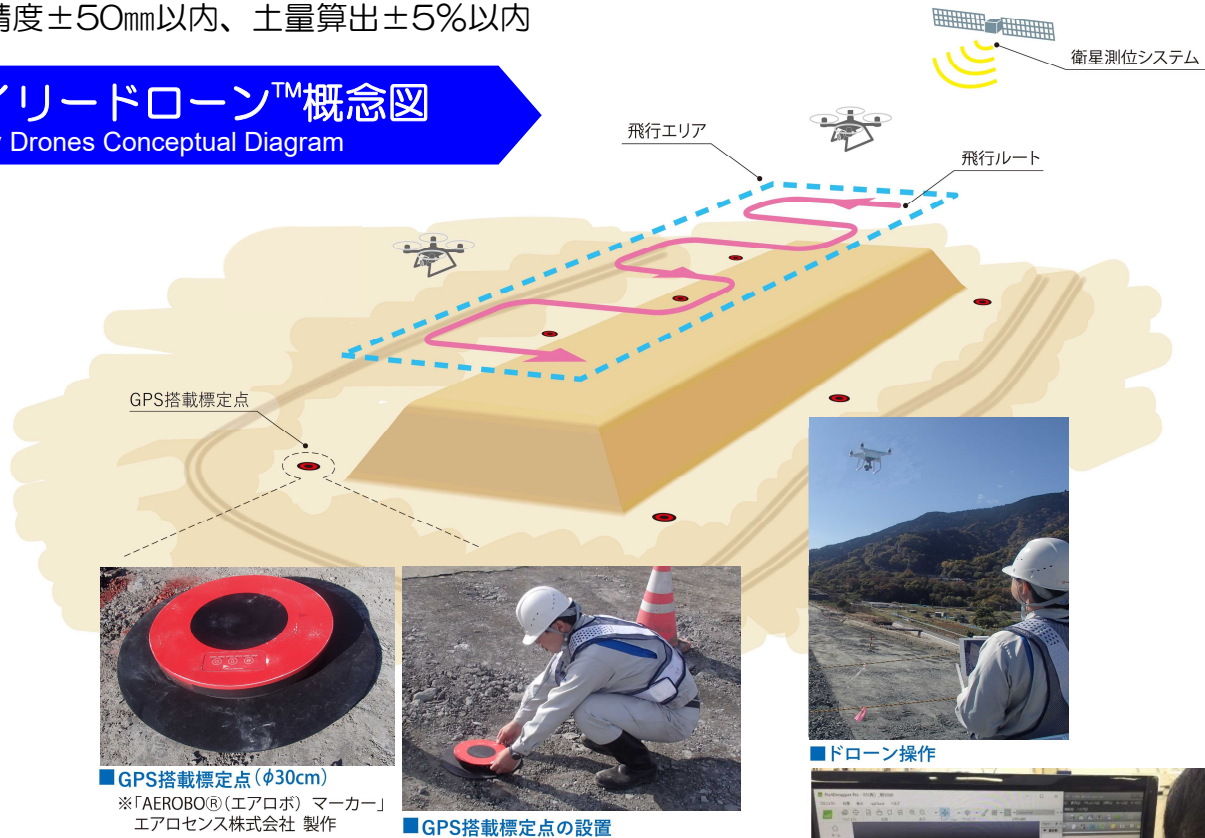 精度±50㎜以内、土量算出±5％以内
イリードローン™概念図
Drones Conceptual Diagram
衛星測位システム
飛行エリア
飛行ルート
GPS搭載標定点
■GPS搭載標定点(φ30cm)
※「AEROBO®(エアロボ) マーカー」
エアロセンス株式会社 製作
■GPS搭載標定点の設置
■ドローン操作